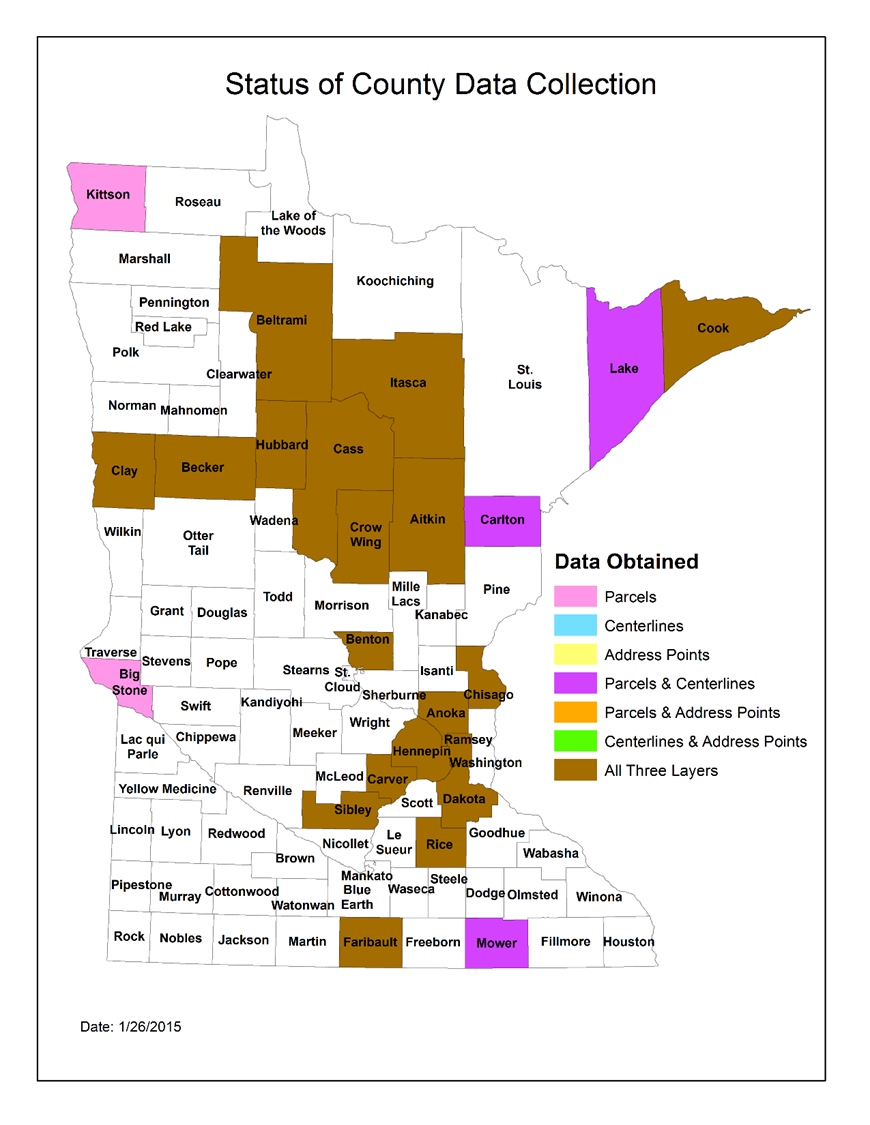 Status of County Data Collection
Kittson
Roseau
Lake of
the Woods
Marshall
Koochiching
Pennington
Red Lake
Beltrami
Cook
Polk
Clearwater
Itasca
St.
Louis
Lake
Norman
Mahnomen
Hubbard
Cass
Clay
Becker
Wadena
Crow
Wing
Aitkin
Carlton
Wilkin
Otter
Tail
Data Obtained
Parcels
Centerlines
Address Points
Parcels & Centerlines
Parcels & Address Points
Centerlines & Address Points
All Three Layers
Todd
Morrison
Mille
Lacs
Pine
Kanabec
Grant
Douglas
Traverse
Benton
Stevens
Pope
Stearns
St.
Cloud
Isanti
Big
Stone
Sherburne
Chisago
Swift
Kandiyohi
Anoka
Meeker
Wright
Lac qui
Parle
Chippewa
Hennepin
Ramsey
Washington
McLeod
Carver
Yellow Medicine
Renville
Scott
Dakota
Sibley
Lincoln
Lyon
Redwood
Nicollet
Le
Sueur
Rice
Goodhue
Wabasha
Brown
Mankato
Blue
Earth
Waseca
Steele
Dodge
Olmsted
Winona
Pipestone
Murray
Cottonwood
Watonwan
Rock
Nobles
Jackson
Martin
Faribault
Freeborn
Mower
Fillmore
Houston
Date: 1/26/2015